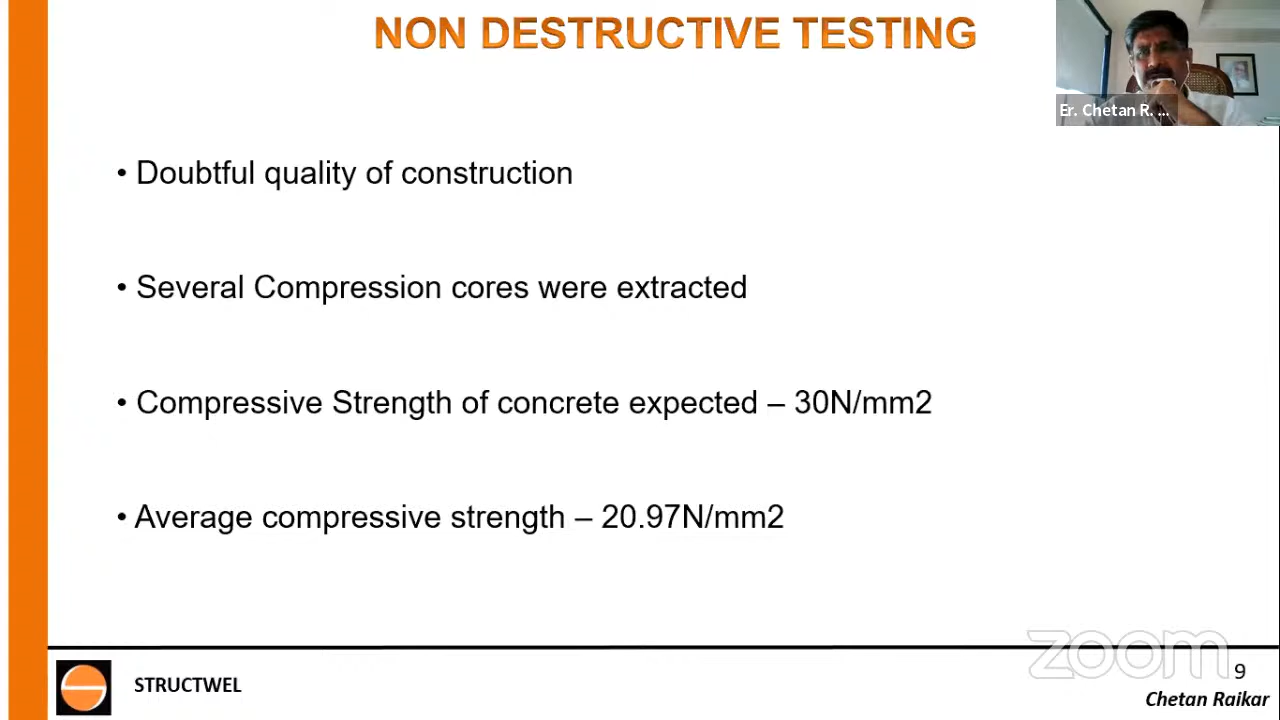 NON DESTRUCTIVE TESTING
Er. Chetan R. ...
• Doubtful quality of construction
• Several Compression cores were extracted
• Compressive Strength of concrete expected – 30N/mm2
• Average compressive strength – 20.97N/mm2
zoom
STRUCTWEL
9
Chetan Raikar